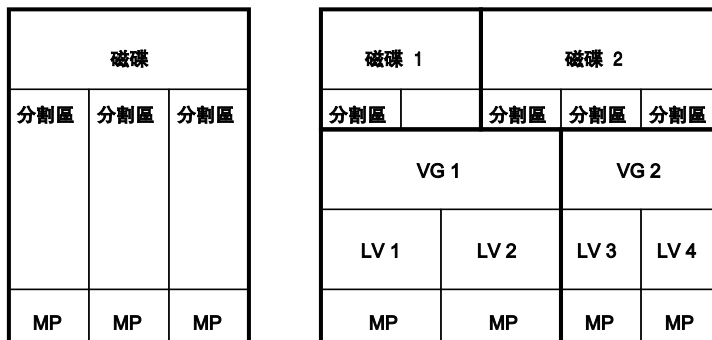 磁碟
分割區 分割區 分割區
MP MP MP
磁碟 1 磁碟 2
分割區 分割區 分割區 分割區
VG 1 VG 2
LV 1 LV 2 LV 3 LV 4
MP MP MP MP